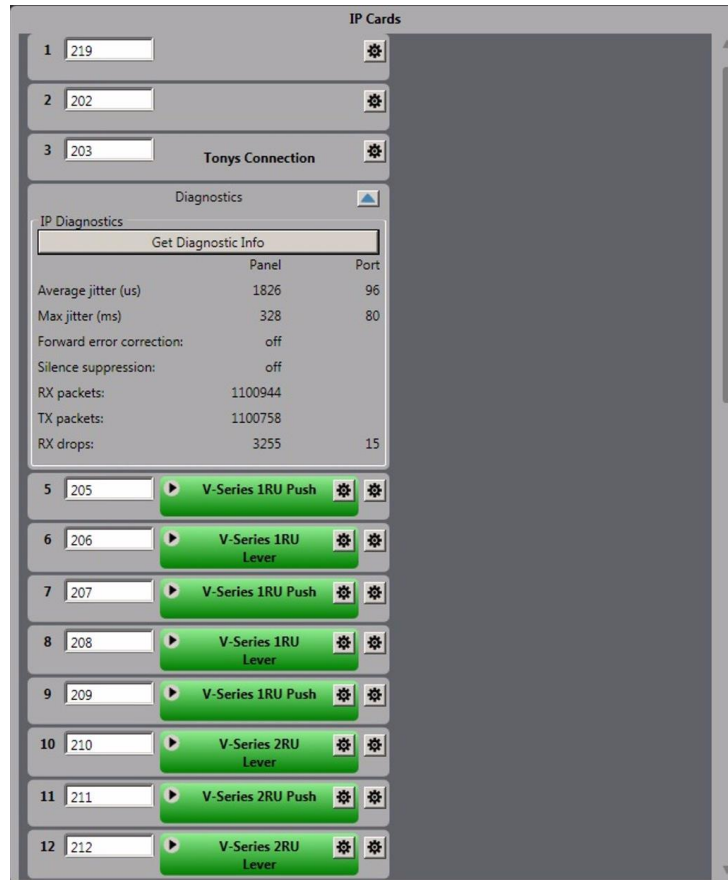 IP Cards
1 219
2 202
3 203 Tonys Connection
Diagnostics
IP Diagnostics
Get Diagnostic Info
Panel Port
Average jitter (us) 1826 96
Max jitter (ms) 328 80
Forward error correction: off
Silence suppression: off
RX packets: 1100944
TX packets: 1100758
RX drops: 3255 15
5 205 V-Series 1RU Push
6 206 V-Series 1RU
Lever
7 207 V-Series 1RU Push
8 208 V-Series 1RU
Lever
9 209 V-Series 1RU Push
10 210 V-Series 2RU
Lever
11 211 V-Series 2RU Push
12 212 V-Series 2RU
Lever